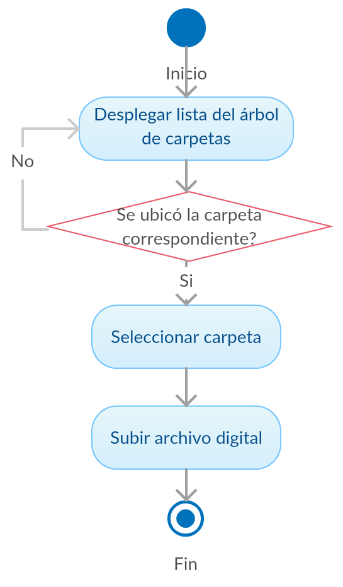 Inicio
Desplegar lista del árbol
de carpetas
No
Se ubicó la carpeta
correspondiente?
Si
Seleccionar carpeta
Subir archivo digital
Fin